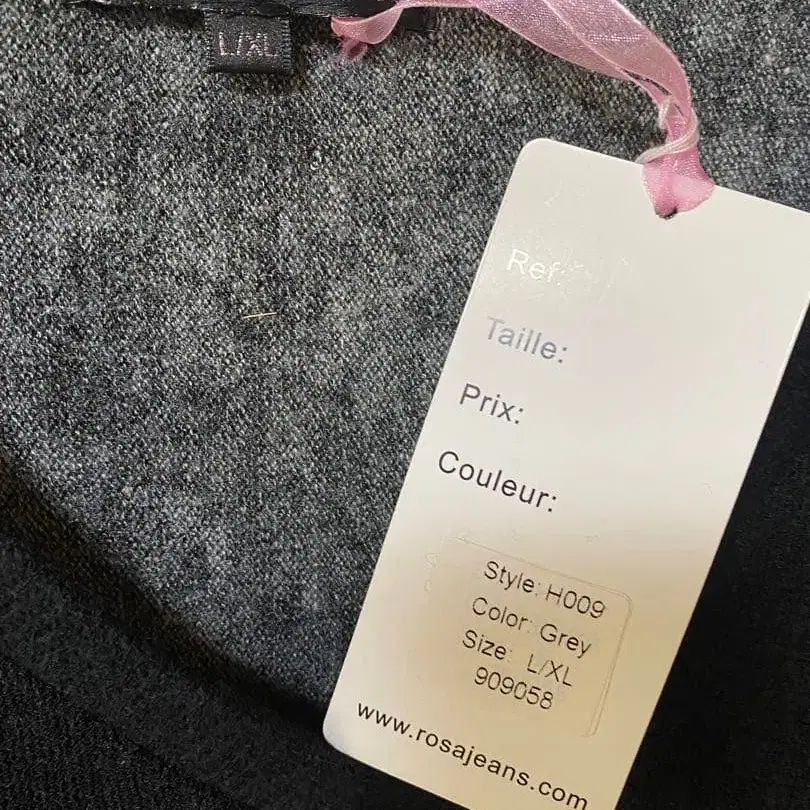 L/XL
Ref:
Taille:
Prix:
Couleur:
Style: H009
Color: Grey
Size: L/XL
909058
www.rosajeans.com